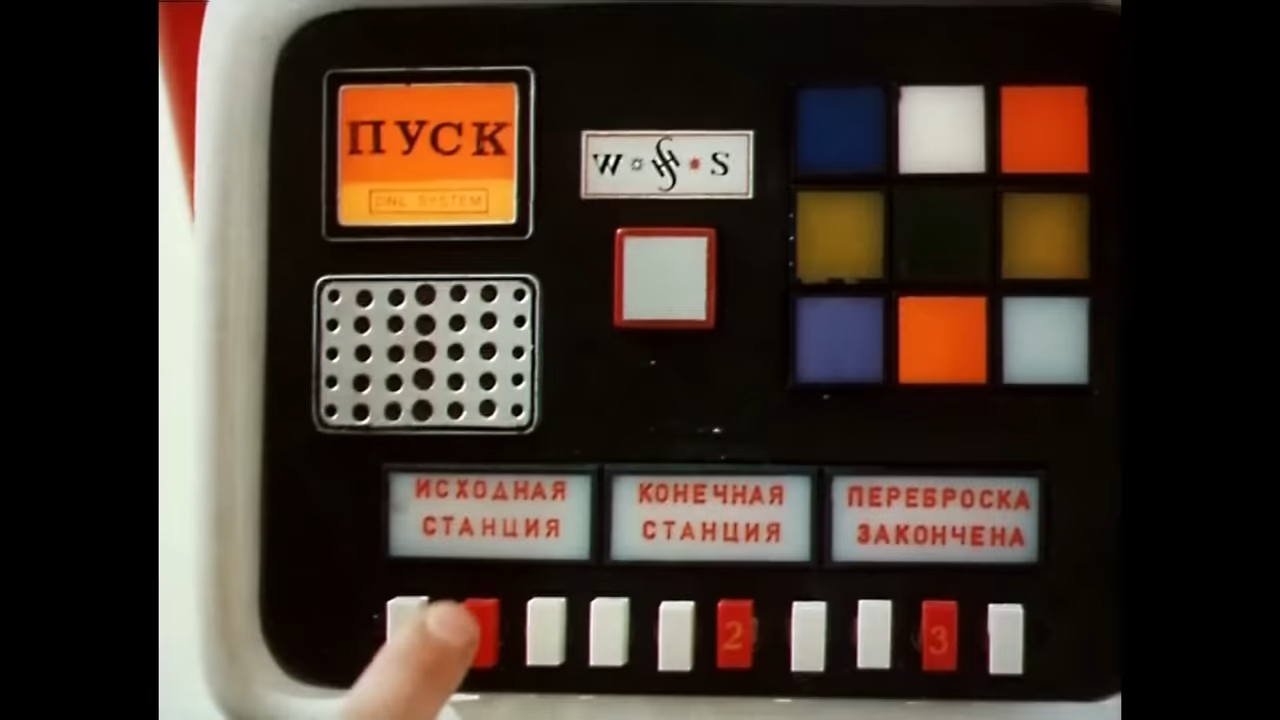 ПУСК
DNL SYSTEM
W S
ИСХОДНАЯ
СТАНЦИЯ
КОНЕЧНАЯ
СТАНЦИЯ
ПЕРЕБРОСКА
ЗАКОНЧЕНА
2
3